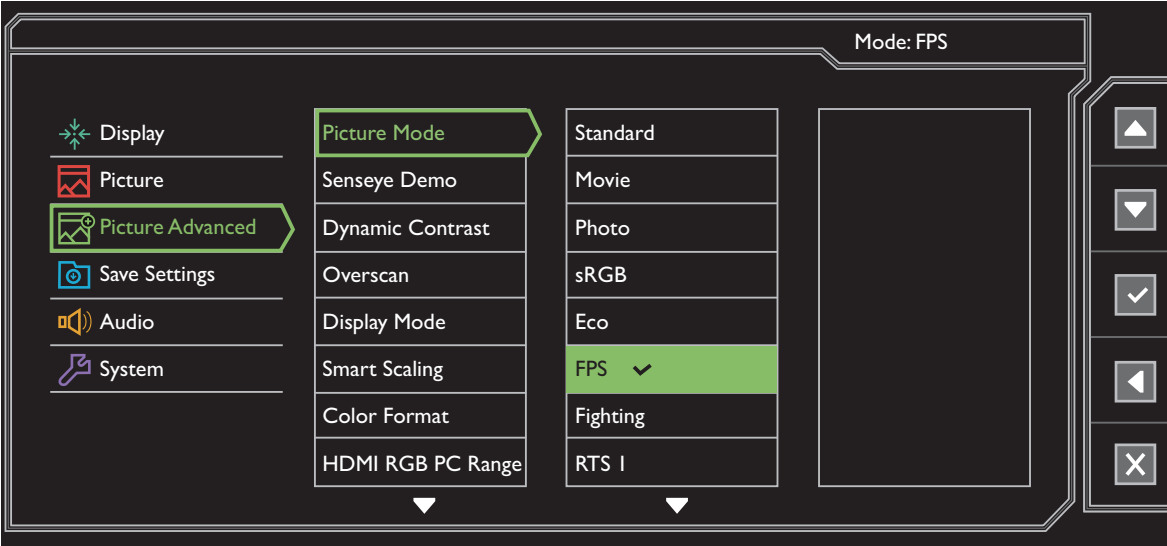 Mode: FPS
Display
Picture
Picture Advanced
Save Settings
Audio
System
Picture Mode
Senseye Demo
Dynamic Contrast
Overscan
Display Mode
Smart Scaling
Color Format
HDMI RGB PC Range
Standard
Movie
Photo
sRGB
Eco
FPS
Fighting
RTS 1